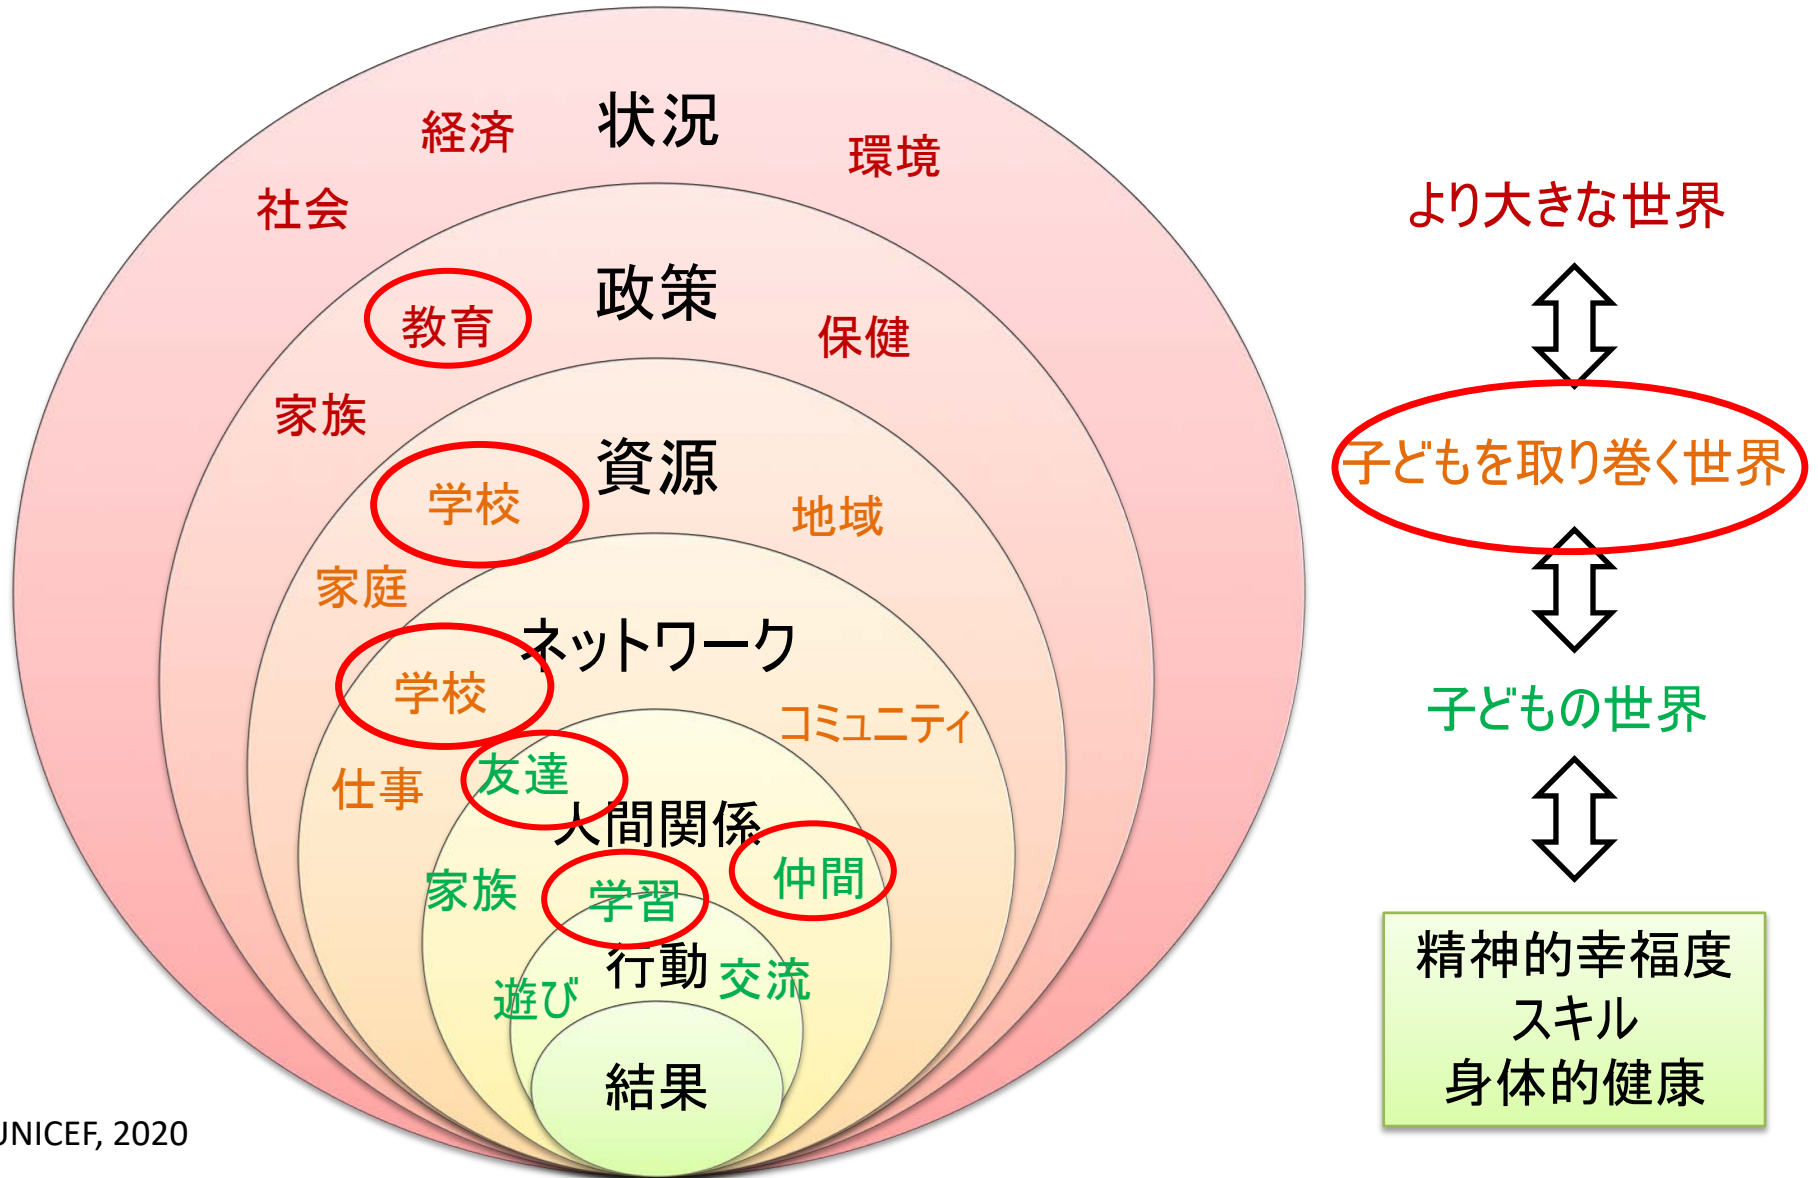 状況
経済
環境
社会
政策
教育
保健
家族
資源
学校
地域
家庭
ネットワーク
学校
コミュニティ
仕事
友達
人間関係
仲間
家族
学習
行動
交流
遊び
結果
UNICEF, 2020
より大きな世界
子どもを取り巻く世界
子どもの世界
精神的幸福度
スキル
身体的健康